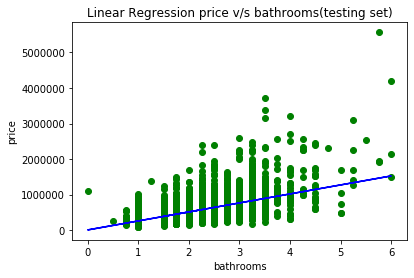 Linear Regression price v/s bathrooms(testing set)
price
5000000
4000000
3000000
2000000
1000000
0
0 1 2 3 4 5 6
bathrooms